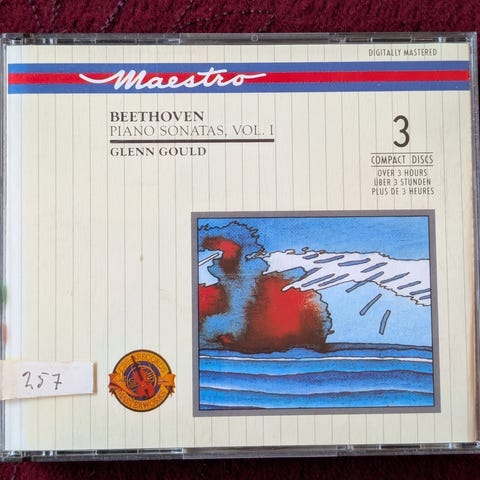 DIGITALLY MASTERED
Maestro
BEETHOVEN
PIANO SONATAS, VOL. 1
GLENN GOULD
3
COMPACT DISCS
OVER 3 HOURS
ÜBER 3 STUNDEN
PLUS DE 3 HEURES
257